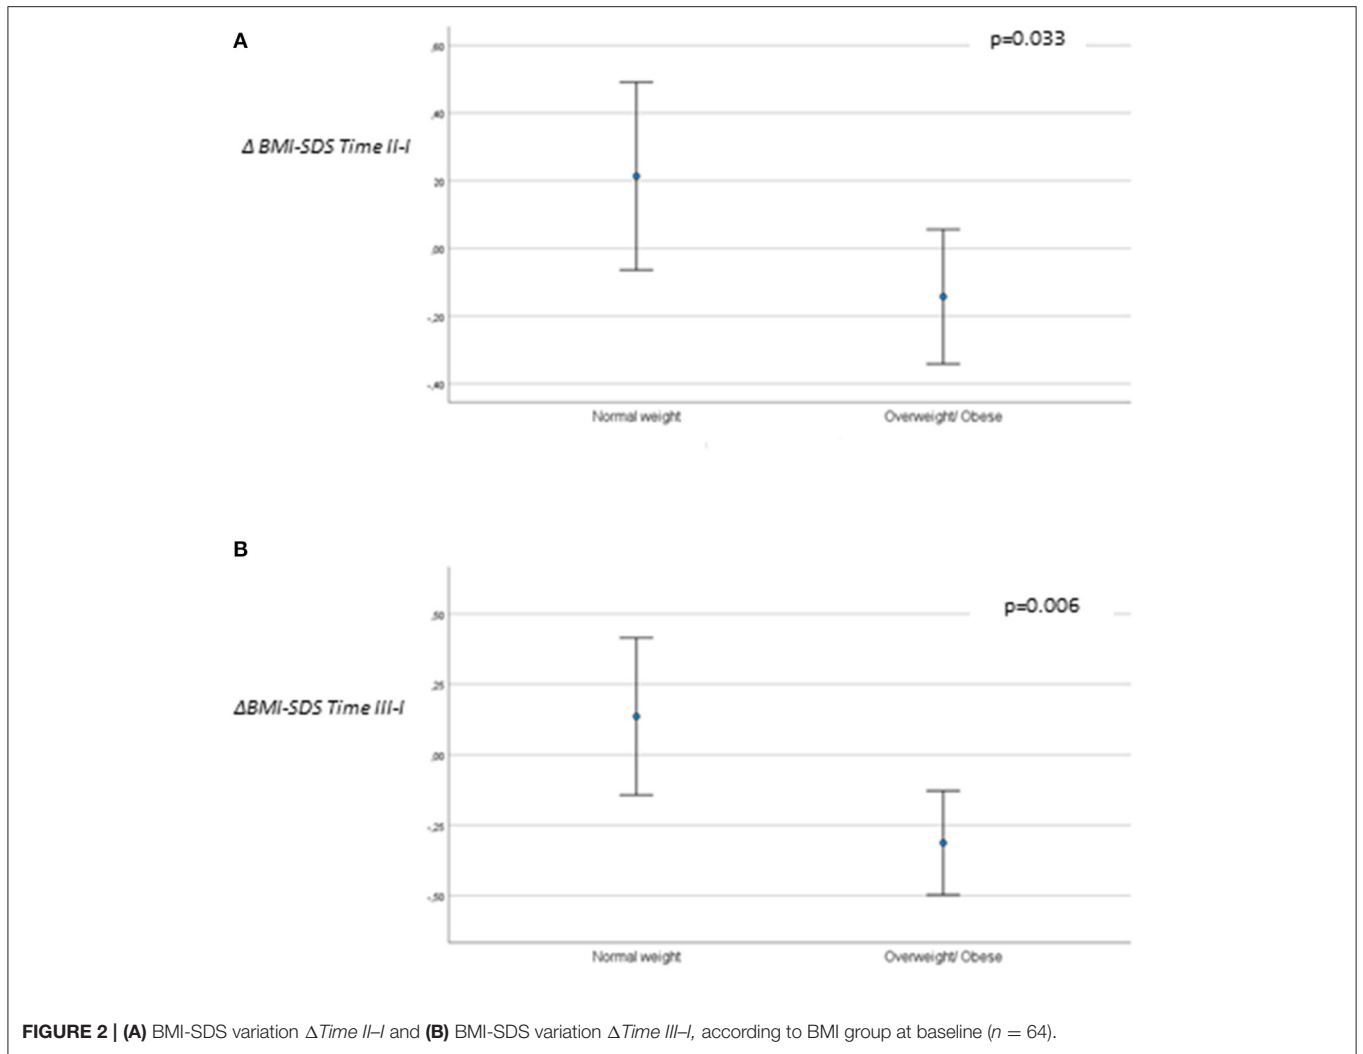 A
p=0.033
,60
,40
Δ BMI-SDS Time II-I
,20
,00
-,20
-,40
Normal weight
Overweight/ Obese
B
p=0.006
,50
,25
ΔBMI-SDS Time III-I
,00
-,25
-,50
Normal weight
Overweight/ Obese
FIGURE 2 | (A) BMI-SDS variation ΔTime II–I and (B) BMI-SDS variation ΔTime III–I, according to BMI group at baseline (n = 64).